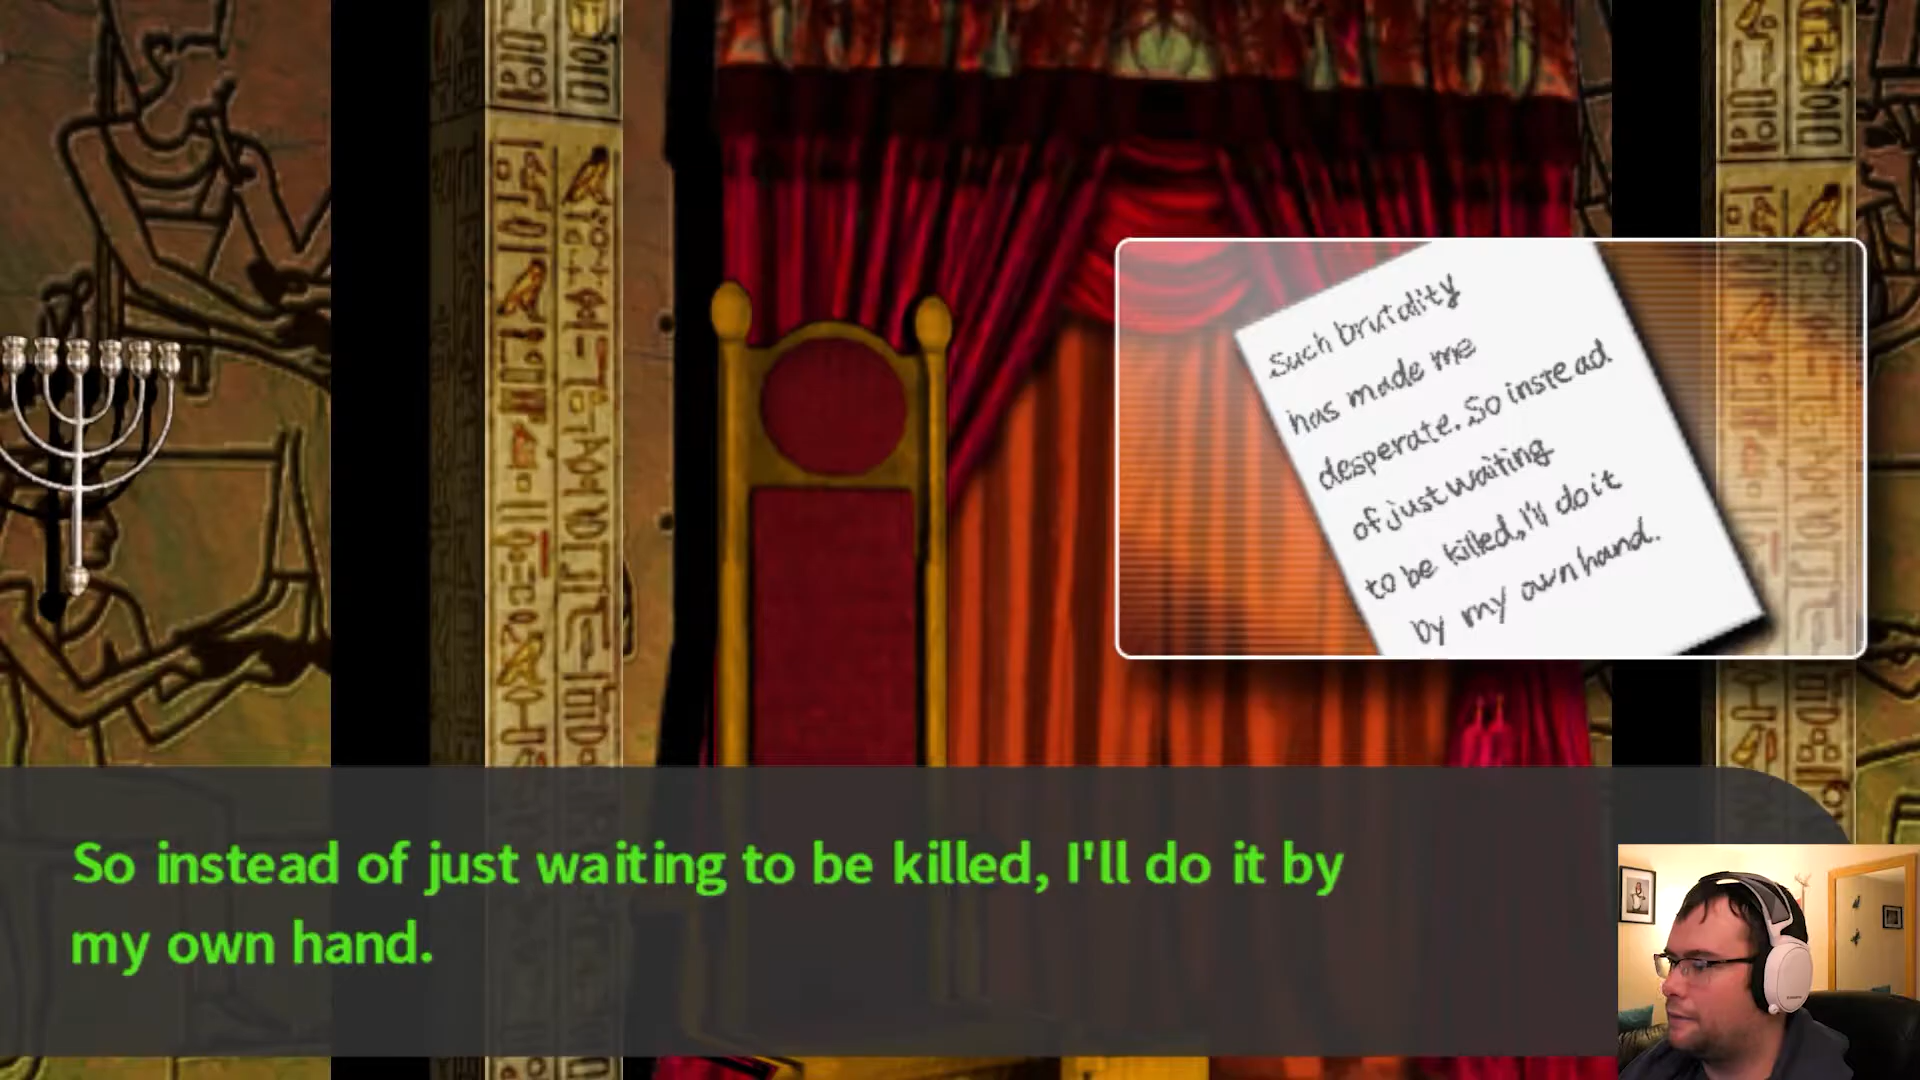 Such brutality
has made me
desperate. So instead
of just waiting
to be killed, I'll do it
by my own hand.
So instead of just waiting to be killed, I'll do it by
my own hand.